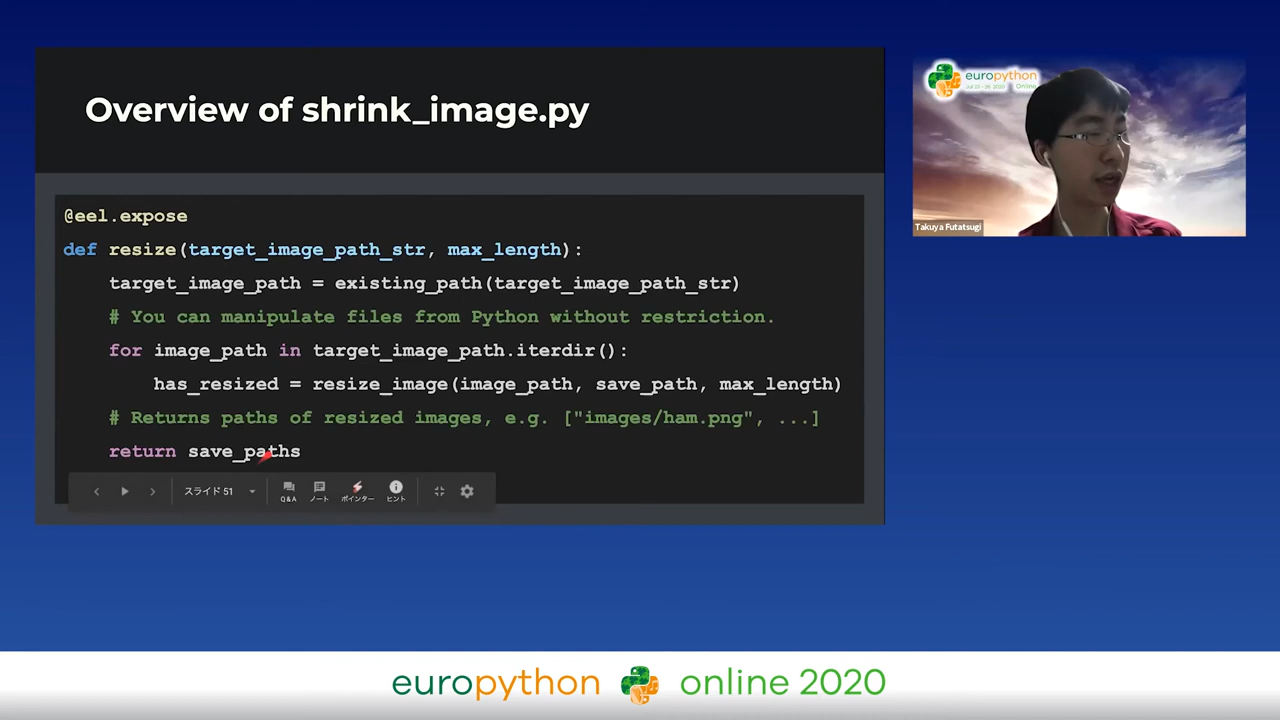 Overview of shrink_image.py
@eel.expose
def resize(target_image_path_str, max_length):
target_image_path = existing_path(target_image_path_str)
# You can manipulate files from Python without restriction.
for image_path in target_image_path.iterdir():
has_resized = resize_image(image_path, save_path, max_length)
# Returns paths of resized images, e.g. ["images/ham.png", ...]
return save_paths
スライド 51
Q&A
ノート
ポインター
ヒント
europython
Online
Takuya Futatsugi
europython online 2020